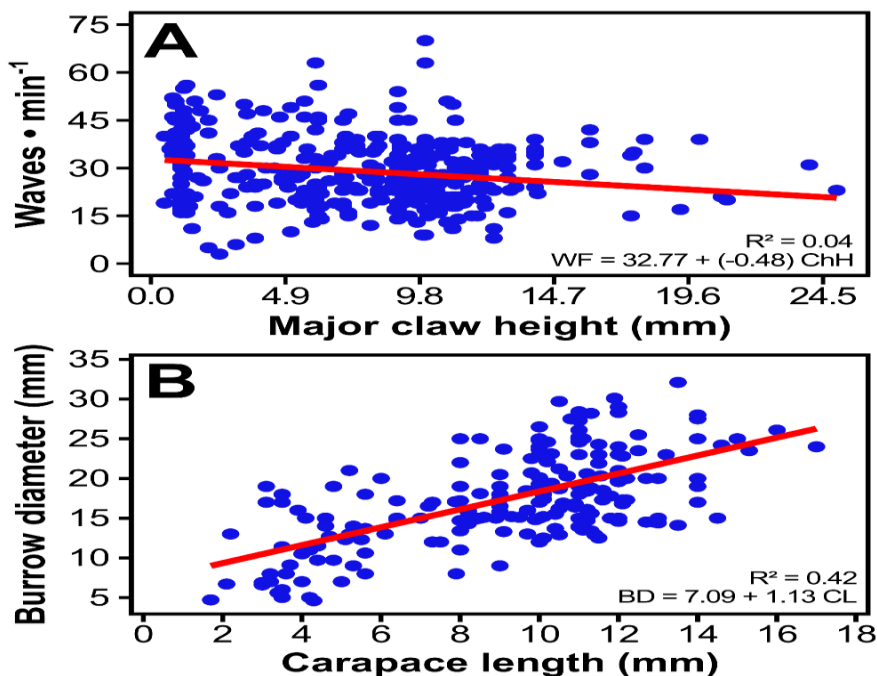 A
75
60
45
30
15
0
Waves • min⁻¹
R² = 0.04
WF = 32.77 + (-0.48) ChH
0.0 4.9 9.8 14.7 19.6 24.5
Major claw height (mm)
B
35
30
25
20
15
10
5
Burrow diameter (mm)
R² = 0.42
BD = 7.09 + 1.13 CL
0 2 4 6 8 10 12 14 16 18
Carapace length (mm)